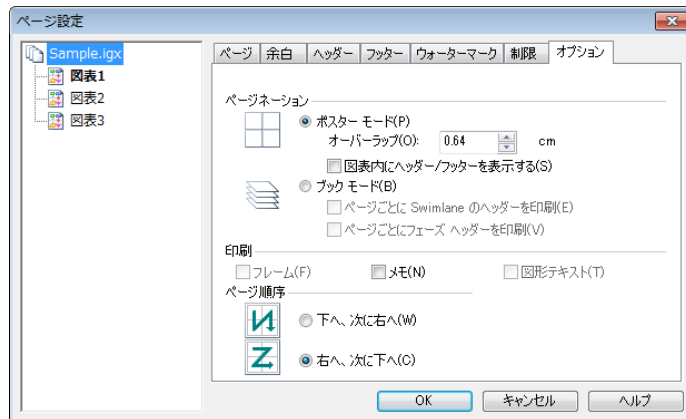 ページ設定
Sample.igx
図表1
図表2
図表3
ページ 余白 ヘッダー フッター ウォーターマーク 制限 オプション
ページネーション
ポスター モード(P)
オーバーラップ(O): 0.64 cm
図表内にヘッダー/フッターを表示する(S)
ブック モード(B)
ページごとに Swimlane のヘッダーを印刷(E)
ページごとにフェーズ ヘッダーを印刷(V)
印刷
フレーム(F) メモ(N) 図形テキスト(T)
ページ順序
下へ、次に右へ(W)
右へ、次に下へ(C)
OK キャンセル ヘルプ